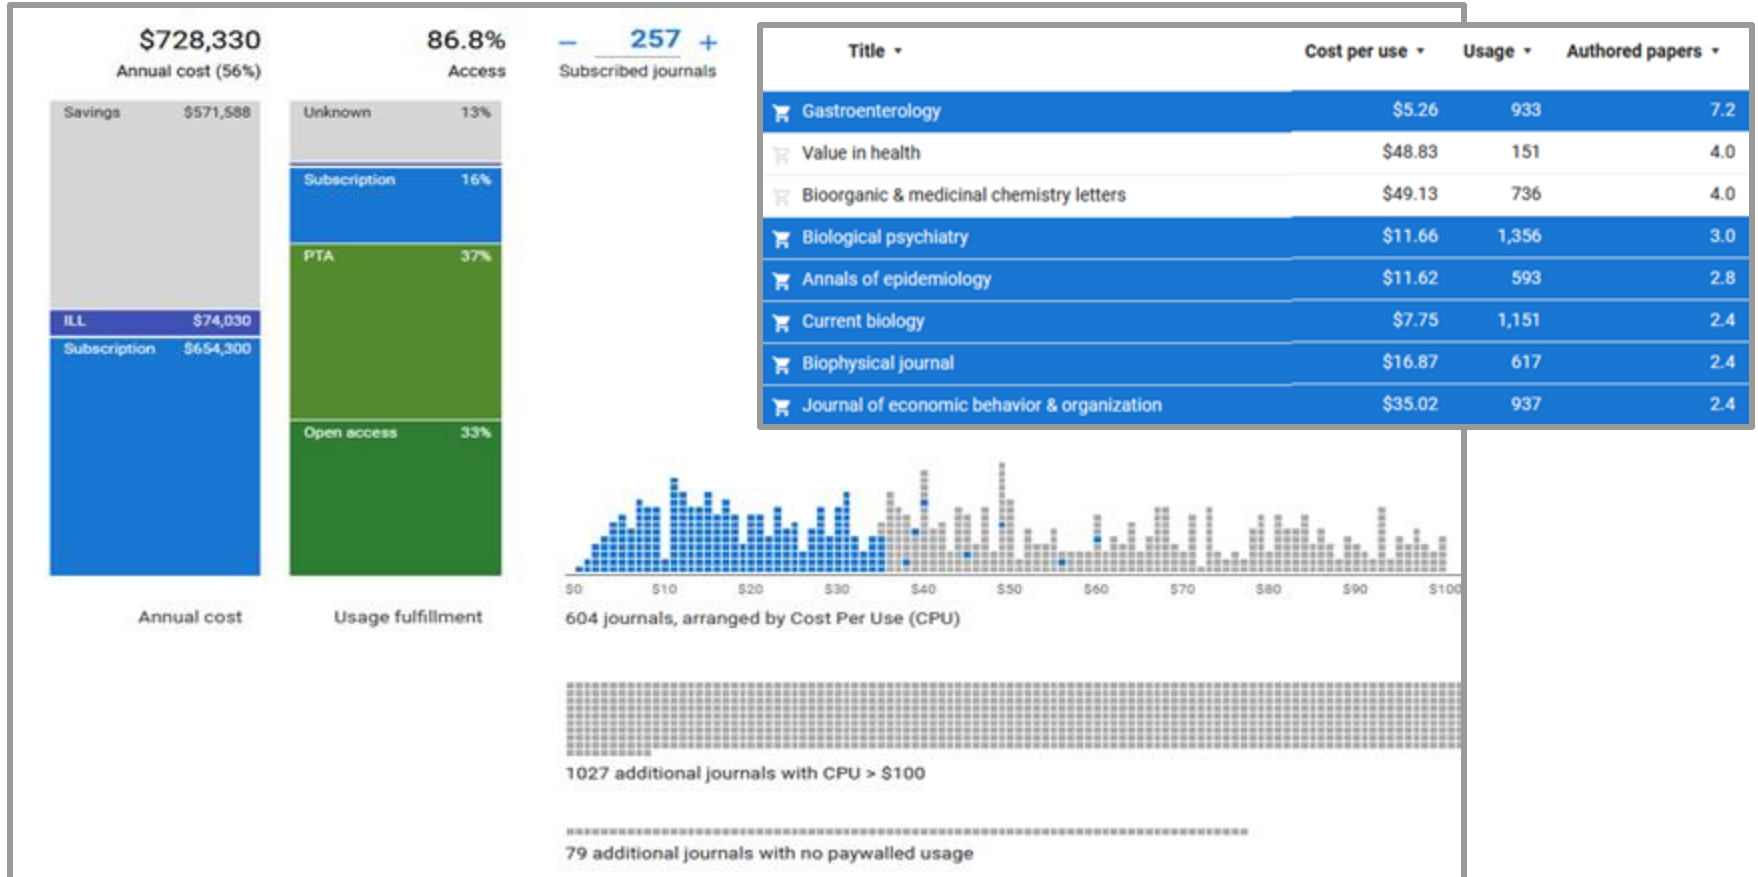 $728,330
Annual cost (56%)
86.8%
Access
− 257 +
Subscribed journals
Savings $571,588
ILL $74,030
Subscription $654,300
Annual cost
Unknown 13%
Subscription 16%
PTA 37%
Open access 33%
Usage fulfillment
Title Cost per use Usage Authored papers
Gastroenterology $5.26 933 7.2
Value in health $48.83 151 4.0
Bioorganic & medicinal chemistry letters $49.13 736 4.0
Biological psychiatry $11.66 1,356 3.0
Annals of epidemiology $11.62 593 2.8
Current biology $7.75 1,151 2.4
Biophysical journal $16.87 617 2.4
Journal of economic behavior & organization $35.02 937 2.4
$0 $10 $20 $30 $40 $50 $60 $70 $80 $90 $100
604 journals, arranged by Cost Per Use (CPU)
1027 additional journals with CPU > $100
79 additional journals with no paywalled usage